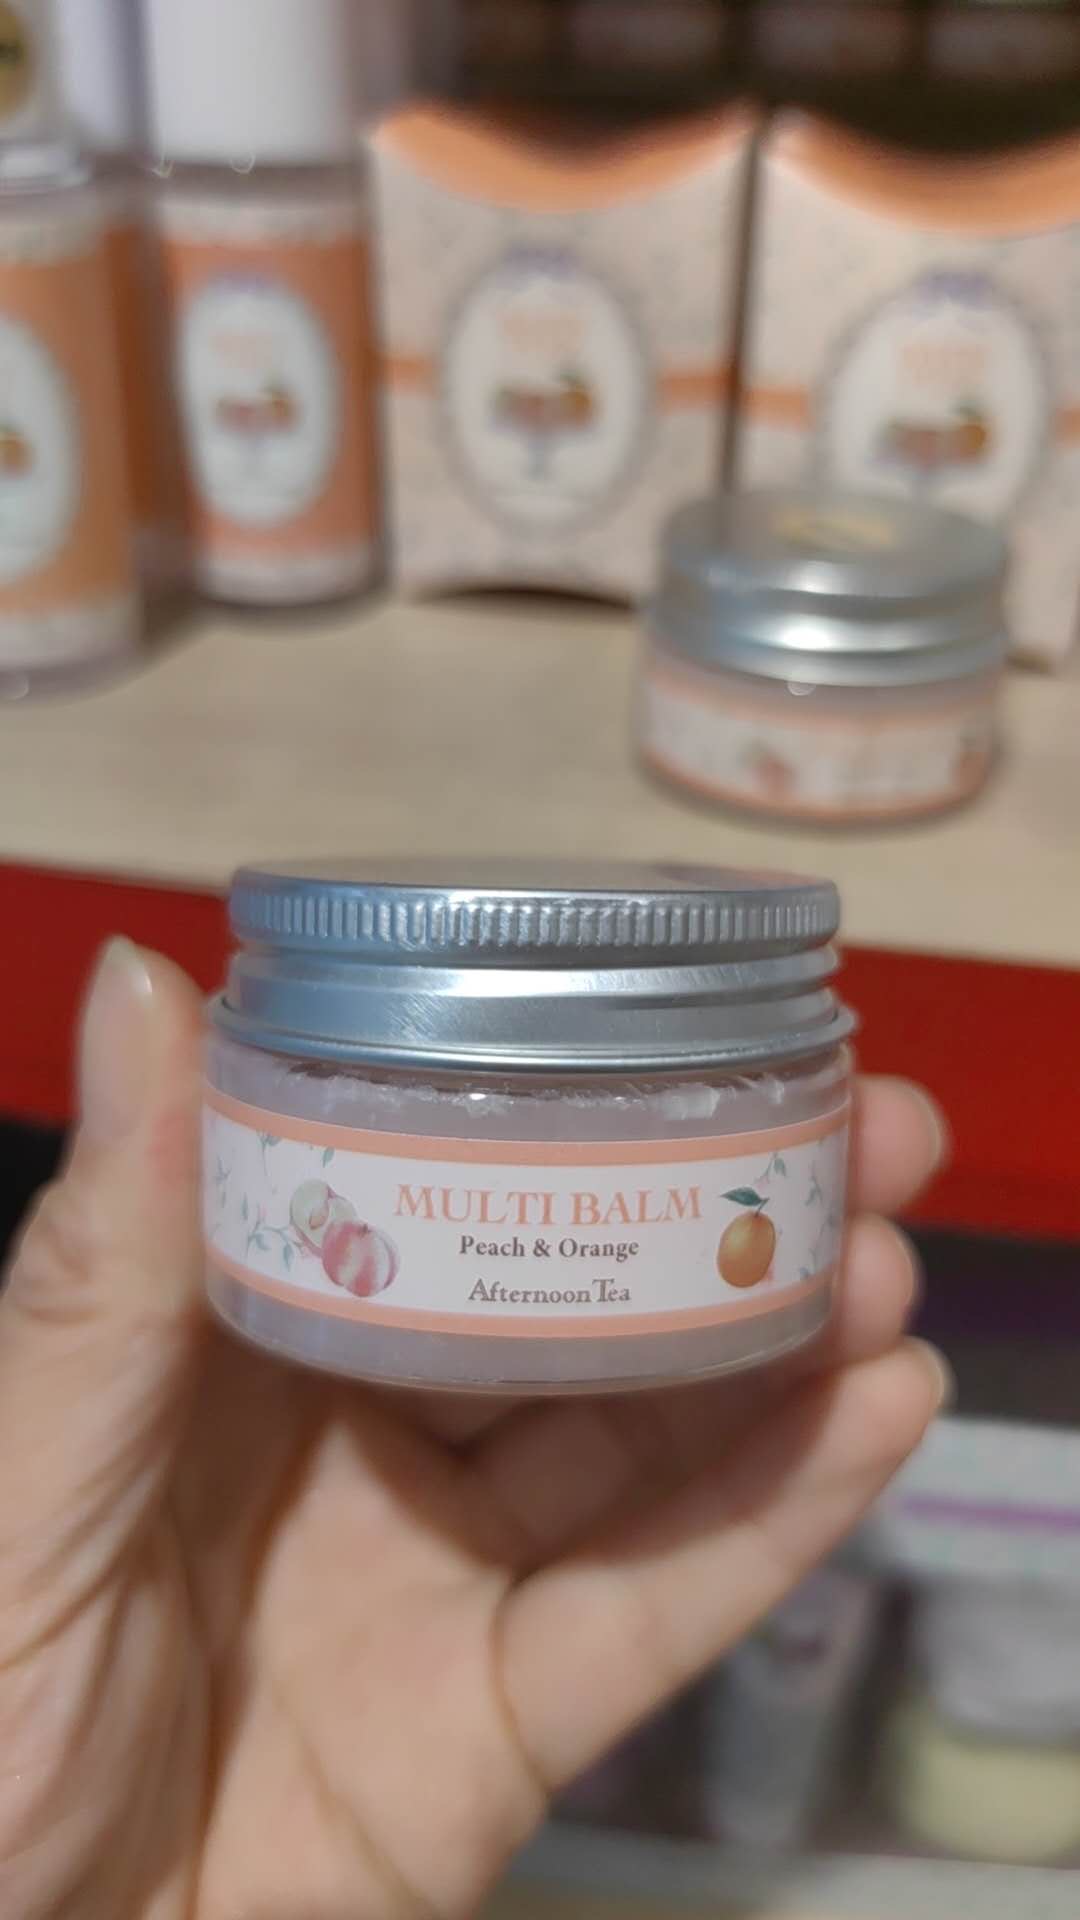 MULTI BALM
Peach & Orange
Afternoon Tea